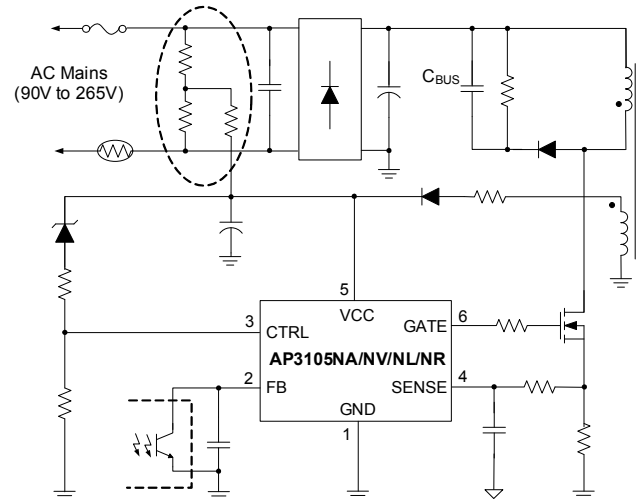 AC Mains
(90V to 265V)
CBUS
5
VCC
6
GATE
3
CTRL
AP3105NA/NV/NL/NR
2
FB
4
SENSE
GND
1